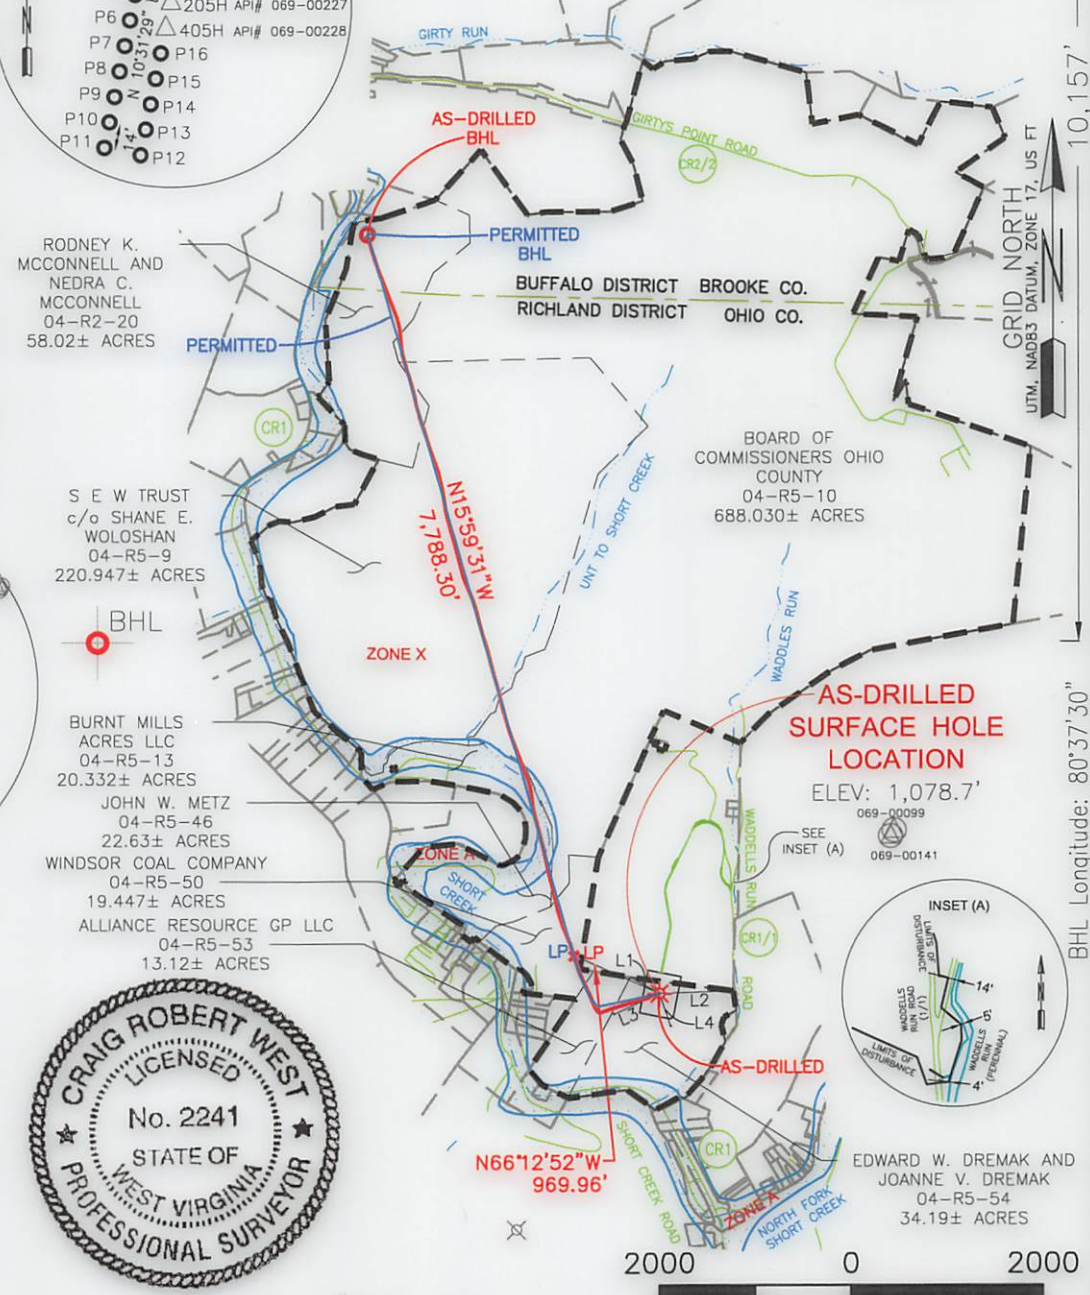 205H API# 069-00227
405H API# 069-00228
P6
P7
P8
P9
P10
P11
P16
P15
P14
P13
P12
14'
GIRTY RUN
AS-DRILLED
BHL
GIRTYS POINT ROAD
CR2/2
10,157'
GRID NORTH
UTM, NAD83 DATUM, ZONE 17, US FT
N
RODNEY K.
MCCONNELL AND
NEDRA C.
MCCONNELL
04-R2-20
58.02± ACRES
PERMITTED
BHL
BUFFALO DISTRICT BROOKE CO.
RICHLAND DISTRICT OHIO CO.
PERMITTED
CR1
BOARD OF
COMMISSIONERS OHIO
COUNTY
04-R5-10
688.030± ACRES
S E W TRUST
c/o SHANE E.
WOLOSHAN
04-R5-9
220.947± ACRES
N15°59'31"W
7,788.30'
UNT TO SHORT CREEK
WADDLES RUN
BHL
ZONE X
AS-DRILLED
SURFACE HOLE
LOCATION
ELEV: 1,078.7'
069-00099
069-00141
BHL Longitude: 80°37'30"
BURNT MILLS
ACRES LLC
04-R5-13
20.332± ACRES
JOHN W. METZ
04-R5-46
22.63± ACRES
WINDSOR COAL COMPANY
04-R5-50
19.447± ACRES
ALLIANCE RESOURCE GP LLC
04-R5-53
13.12± ACRES
ZONE A
SHORT
CREEK
WADDELLS RUN
ROAD
SEE
INSET (A)
CR1/1
LP
LP
L1
L2
L3
L4
INSET (A)
LIMITS OF
DISTURBANCE
WADDELLS
RUN ROAD
(1/1)
14'
5'
4'
WADDELLS
RUN
(PERENNIAL)
LIMITS OF
DISTURBANCE
AS-DRILLED
CRAIG ROBERT WEST
LICENSED
No. 2241
STATE OF
WEST VIRGINIA
PROFESSIONAL SURVEYOR
N66°12'52"W
969.96'
SHORT CREEK ROAD
CR1
ZONE A
NORTH FORK
SHORT CREEK
EDWARD W. DREMAK AND
JOANNE V. DREMAK
04-R5-54
34.19± ACRES
2000 0 2000